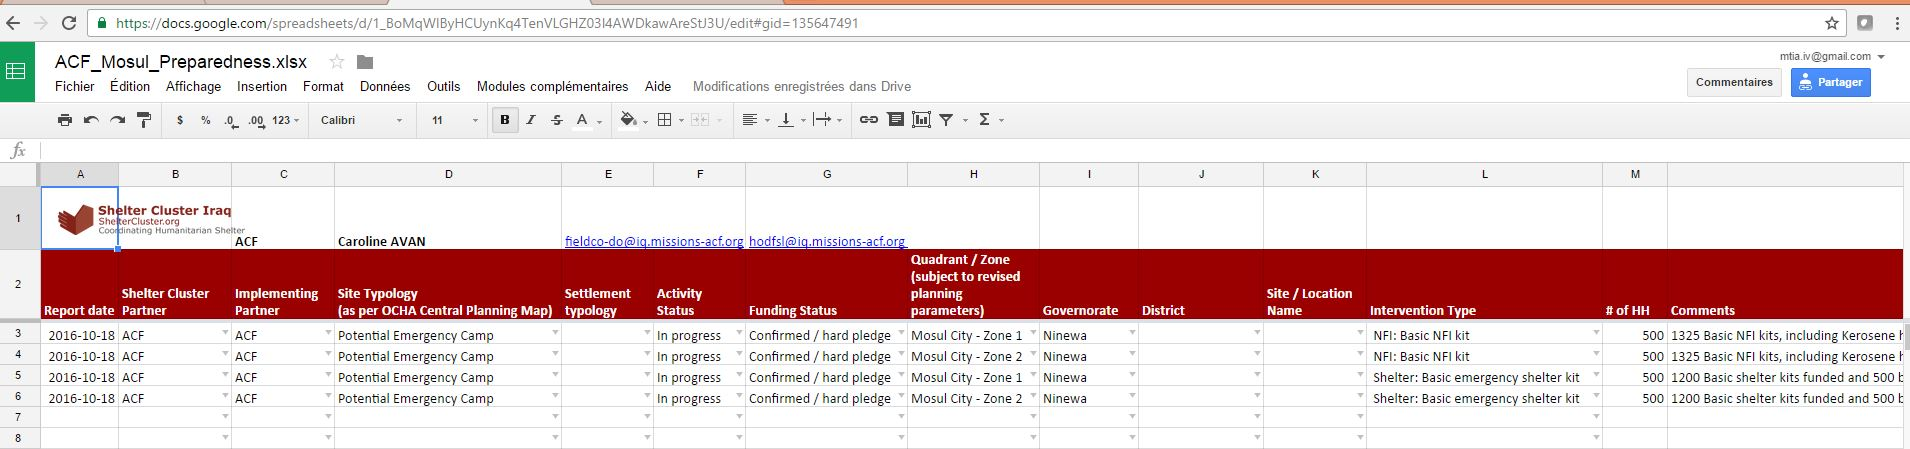 https://docs.google.com/spreadsheets/d/1_BoMqWIByHCUynKq4TenVLGHZ03I4AWDkawAreStJ3U/edit#gid=135647491
ACF_Mosul_Preparedness.xlsx
mtia.iv@gmail.com
Fichier Édition Affichage Insertion Format Données Outils Modules complémentaires Aide Modifications enregistrées dans Drive
Commentaires Partager
$ % .0 .00 123 Calibri 11 B I S A Σ
fx
A B C D E F G H I J K L M
1
Shelter Cluster Iraq
ShelterCluster.org
Coordinating Humanitarian Shelter
ACF Caroline AVAN fieldco-do@iq.missions-acf.org hodfsl@iq.missions-acf.org
2
Report date
Shelter Cluster
Partner
Implementing
Partner
Site Typology
(as per OCHA Central Planning Map)
Settlement
typology
Activity
Status
Funding Status
Quadrant / Zone
(subject to revised
planning
parameters)
Governorate
District
Site / Location
Name
Intervention Type
# of HH
Comments
3 2016-10-18 ACF ACF Potential Emergency Camp In progress Confirmed / hard pledge Mosul City - Zone 1 Ninewa NFI: Basic NFI kit 500 1325 Basic NFI kits, including Kerosene h
4 2016-10-18 ACF ACF Potential Emergency Camp In progress Confirmed / hard pledge Mosul City - Zone 2 Ninewa NFI: Basic NFI kit 500 1325 Basic NFI kits, including Kerosene h
5 2016-10-18 ACF ACF Potential Emergency Camp In progress Confirmed / hard pledge Mosul City - Zone 1 Ninewa Shelter: Basic emergency shelter kit 500 1200 Basic shelter kits funded and 500 b
6 2016-10-18 ACF ACF Potential Emergency Camp In progress Confirmed / hard pledge Mosul City - Zone 2 Ninewa Shelter: Basic emergency shelter kit 500 1200 Basic shelter kits funded and 500 b
7
8